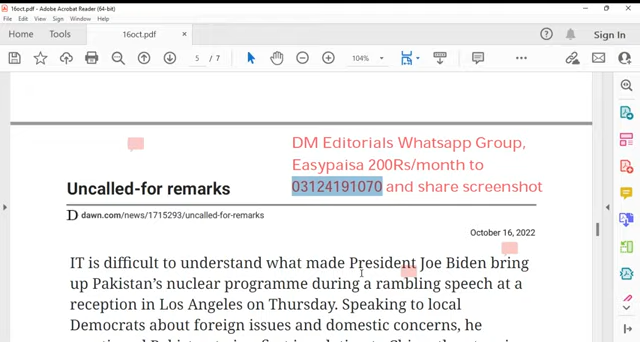 16oct.pdf - Adobe Acrobat Reader (64-bit)
File Edit View Sign Window Help
Home Tools 16oct.pdf × Sign In
5 / 7 104%
DM Editorials Whatsapp Group,
Easypaisa 200Rs/month to
03124191070 and share screenshot
Uncalled-for remarks
D dawn.com/news/1715293/uncalled-for-remarks
October 16, 2022
IT is difficult to understand what made President Joe Biden bring
up Pakistan's nuclear programme during a rambling speech at a
reception in Los Angeles on Thursday. Speaking to local
Democrats about foreign issues and domestic concerns, he